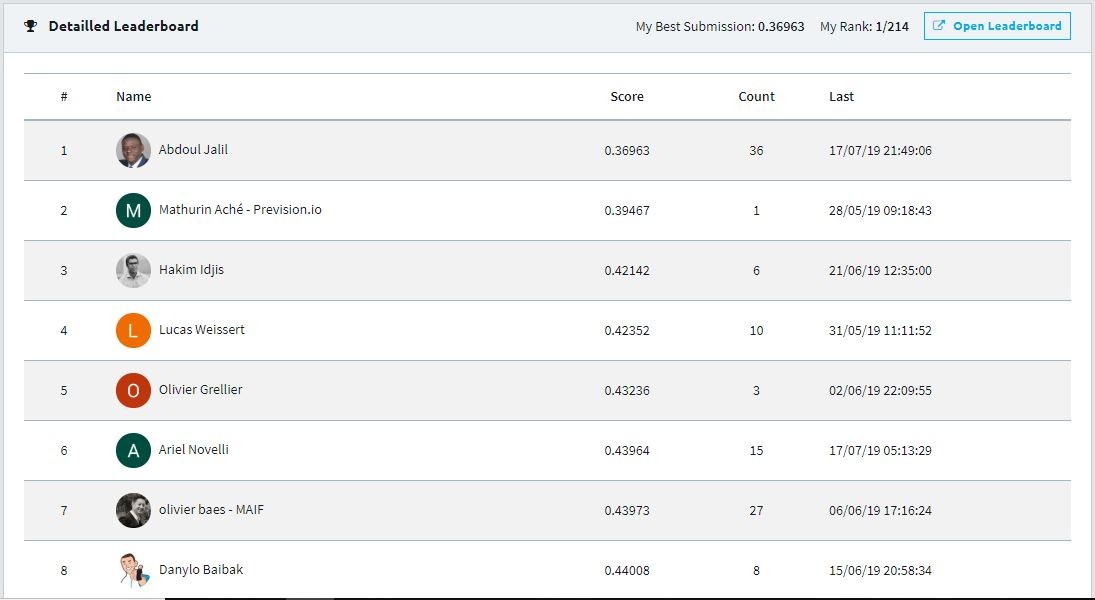 Detailled Leaderboard My Best Submission: 0.36963 My Rank: 1/214 Open Leaderboard
# Name Score Count Last
1 Abdoul Jalil 0.36963 36 17/07/19 21:49:06
2 M Mathurin Aché - Prevision.io 0.39467 1 28/05/19 09:18:43
3 Hakim Idjis 0.42142 6 21/06/19 12:35:00
4 L Lucas Weissert 0.42352 10 31/05/19 11:11:52
5 O Olivier Grellier 0.43236 3 02/06/19 22:09:55
6 A Ariel Novelli 0.43964 15 17/07/19 05:13:29
7 olivier baes - MAIF 0.43973 27 06/06/19 17:16:24
8 Danylo Baibak 0.44008 8 15/06/19 20:58:34